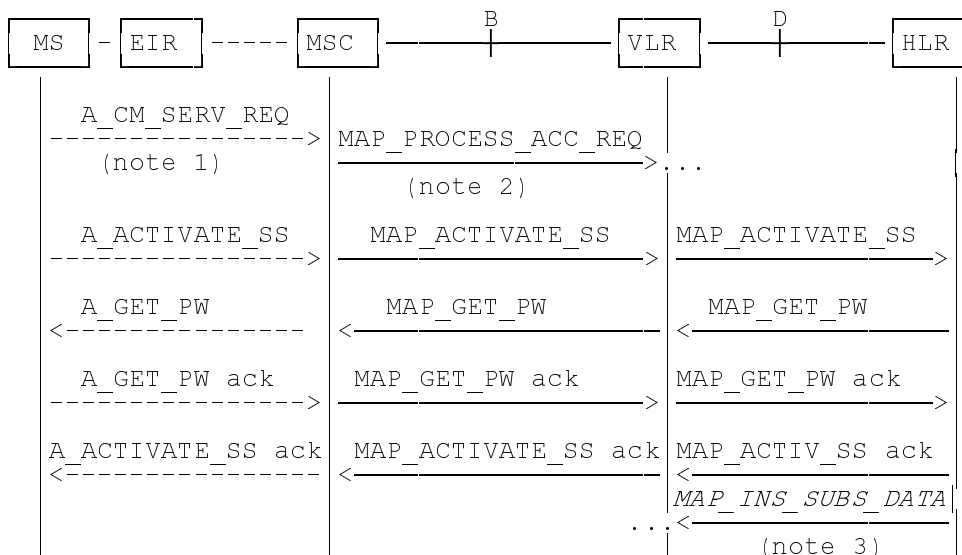 B D
MS EIR MSC VLR HLR
A_CM_SERV_REQ
MAP_PROCESS_ACC_REQ
(note 1) ...
(note 2)
A_ACTIVATE_SS MAP_ACTIVATE_SS MAP_ACTIVATE_SS
A_GET_PW MAP_GET_PW MAP_GET_PW
A_GET_PW ack MAP_GET_PW ack MAP_GET_PW ack
A_ACTIVATE_SS ack MAP_ACTIVATE_SS ack MAP_ACTIV_SS ack
MAP_INS_SUBS_DATA
...
(note 3)